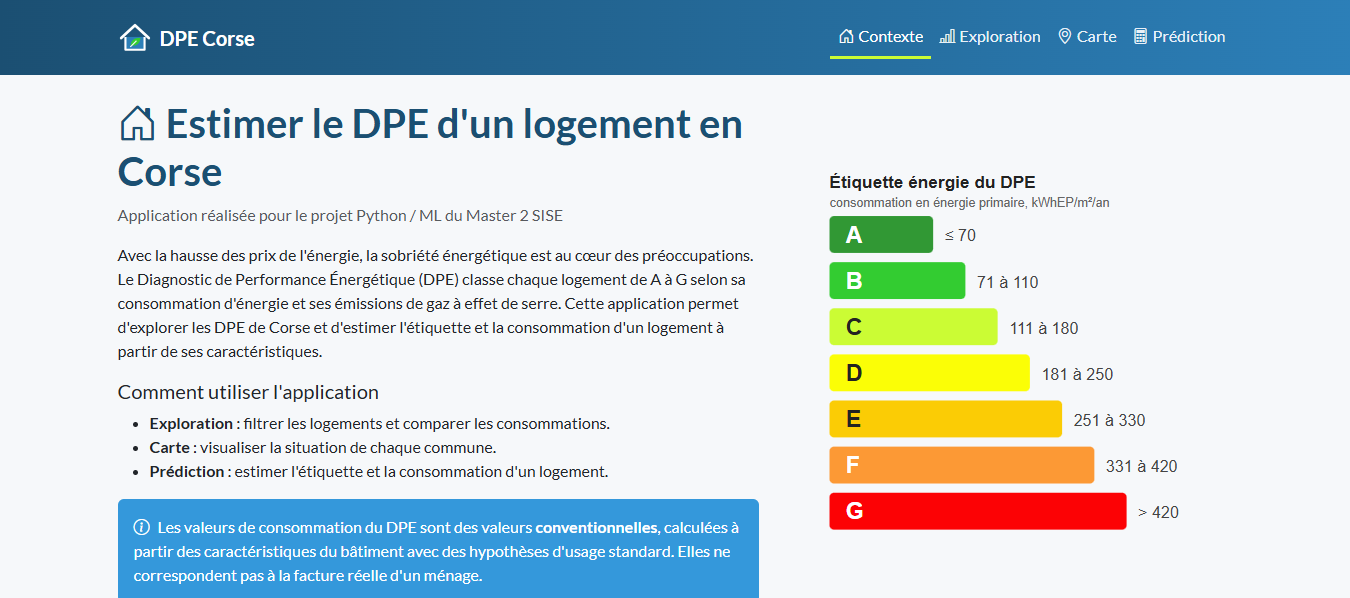 DPE Corse
Contexte Exploration Carte Prédiction
Estimer le DPE d'un logement en
Corse
Application réalisée pour le projet Python / ML du Master 2 SISE
Avec la hausse des prix de l'énergie, la sobriété énergétique est au cœur des préoccupations.
Le Diagnostic de Performance Énergétique (DPE) classe chaque logement de A à G selon sa
consommation d'énergie et ses émissions de gaz à effet de serre. Cette application permet
d'explorer les DPE de Corse et d'estimer l'étiquette et la consommation d'un logement à
partir de ses caractéristiques.
Comment utiliser l'application
• Exploration : filtrer les logements et comparer les consommations.
• Carte : visualiser la situation de chaque commune.
• Prédiction : estimer l'étiquette et la consommation d'un logement.
Les valeurs de consommation du DPE sont des valeurs conventionnelles, calculées à
partir des caractéristiques du bâtiment avec des hypothèses d'usage standard. Elles ne
correspondent pas à la facture réelle d'un ménage.
Étiquette énergie du DPE
consommation en énergie primaire, kWhEP/m²/an
A ≤ 70
B 71 à 110
C 111 à 180
D 181 à 250
E 251 à 330
F 331 à 420
G > 420